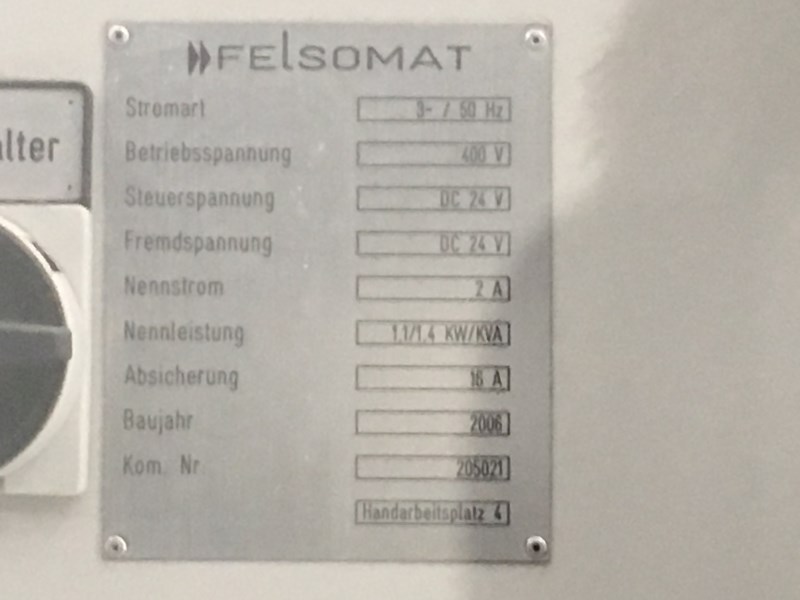 FElSOMAT
Stromart 3~ / 50 Hz
Betriebsspannung 400 V
Steuerspannung DC 24 V
Fremdspannung DC 24 V
Nennstrom 2 A
Nennleistung 1.1/1.4 KW/KVA
Absicherung 16 A
Baujahr 2006
Kom. Nr 205021
Handarbeitsplatz 4
alter